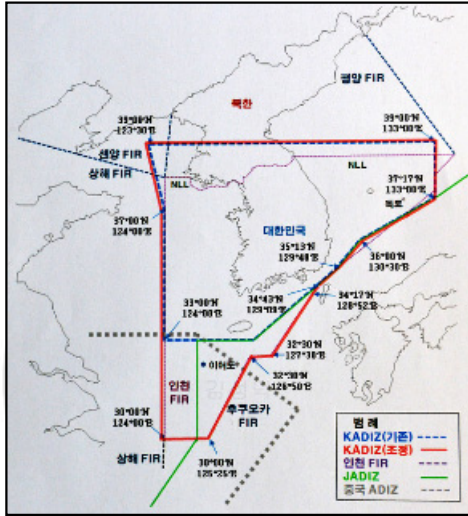 평양 FIR
북한
39°00'N
123°30'E
39°00'N
133°00'E
선양 FIR
상해 FIR
NLL
NLL
37°17'N
133°00'E
독도
37°00'N
124°00'E
대한민국
35°13'N
129°48'E
36°00'N
130°30'E
34°43'N
129°09'E
34°17'N
128°52'E
33°00'N
124°00'E
32°30'N
127°30'E
이어도
32°30'N
126°50'E
인천
FIR
후쿠오카
FIR
30°00'N
124°00'E
상해 FIR
30°00'N
125°25'E
범 례
KADIZ(기존)
KADIZ(조정)
인천 FIR
JADIZ
중국 ADIZ